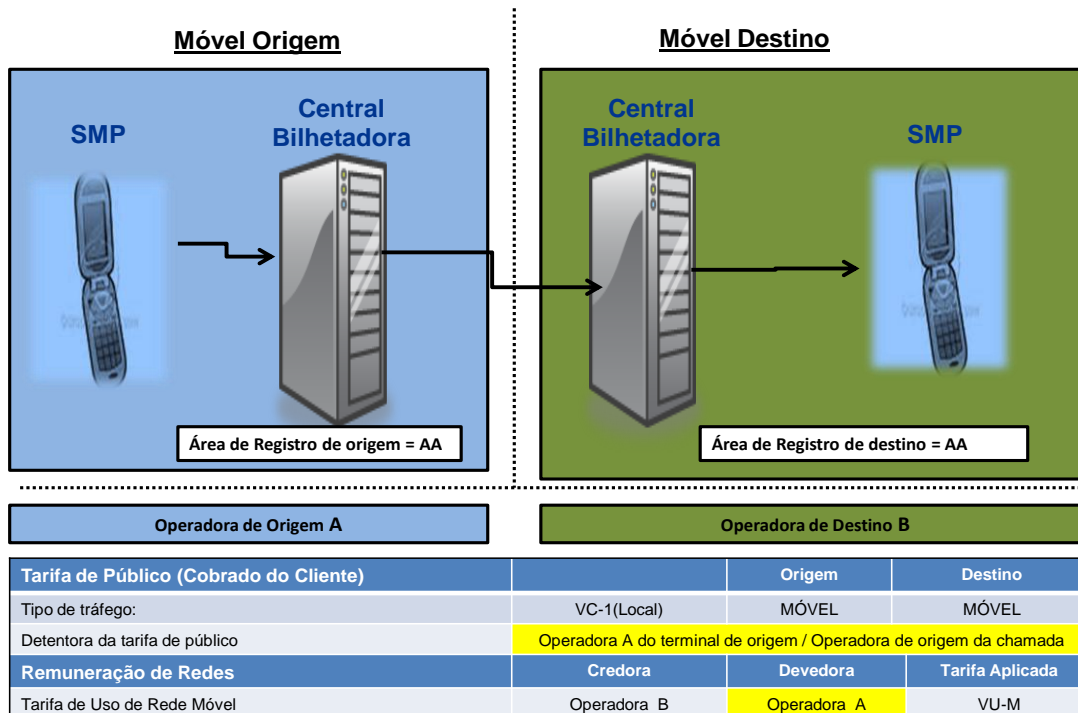 Móvel Origem
Móvel Destino
SMP
Central
Bilhetadora
Central
Bilhetadora
SMP
Área de Registro de origem = AA
Área de Registro de destino = AA
Operadora de Origem A
Operadora de Destino B
Tarifa de Público (Cobrado do Cliente) Origem Destino
Tipo de tráfego: VC-1(Local) MÓVEL MÓVEL
Detentora da tarifa de público Operadora A do terminal de origem / Operadora de origem da chamada
Remuneração de Redes Credora Devedora Tarifa Aplicada
Tarifa de Uso de Rede Móvel Operadora B Operadora A VU-M